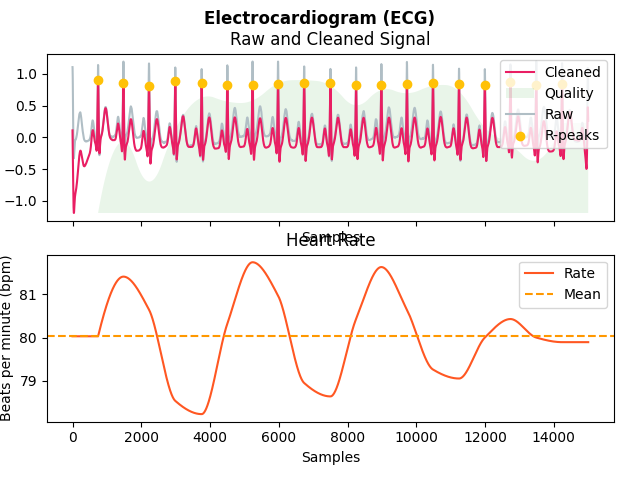 Electrocardiogram (ECG)
Raw and Cleaned Signal
1.0
0.5
0.0
−0.5
−1.0
Cleaned
Quality
Raw
R-peaks
Samples
Heart Rate
Beats per minute (bpm)
81
80
79
Rate
Mean
0 2000 4000 6000 8000 10000 12000 14000
Samples